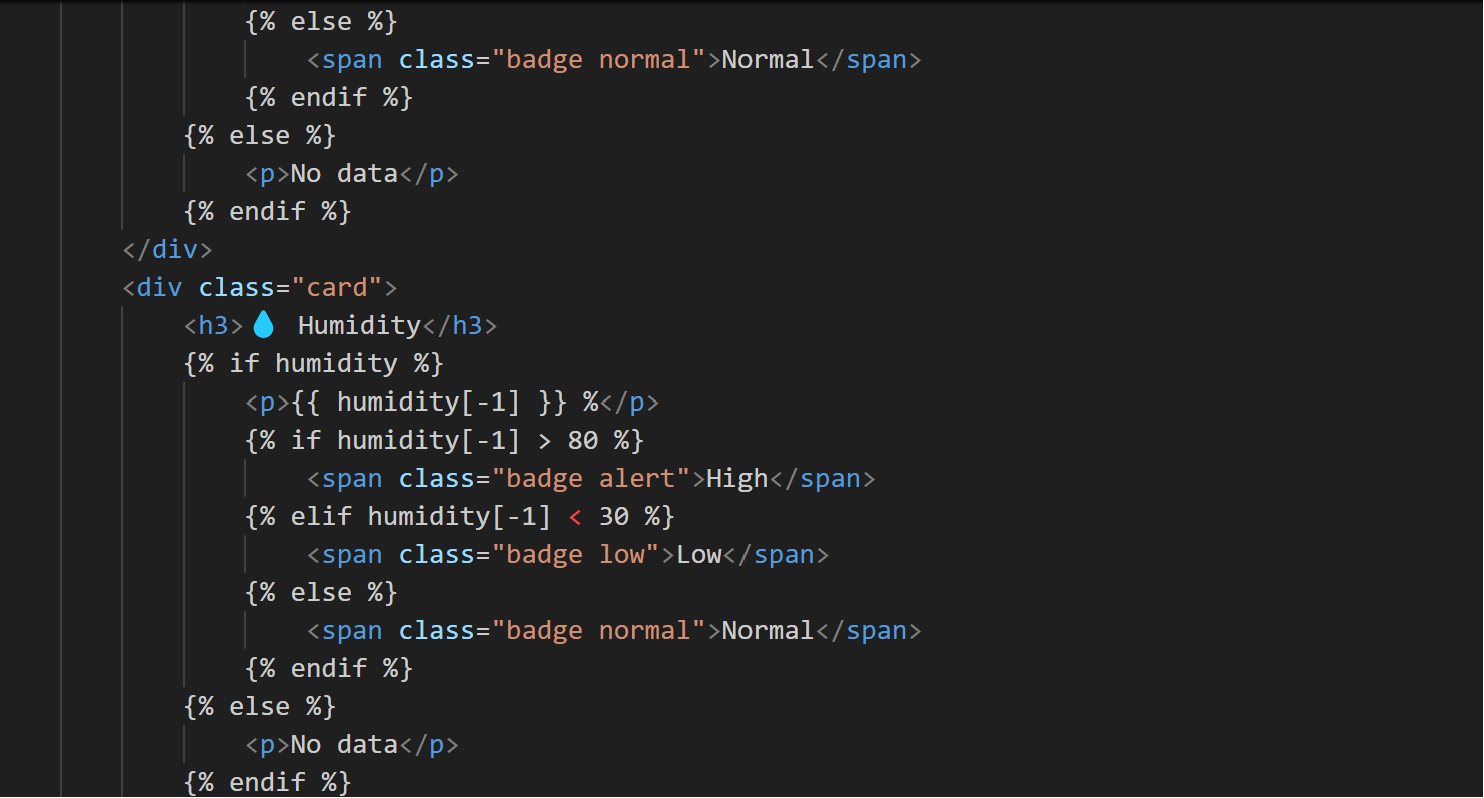 {% else %}
<span class="badge normal">Normal</span>
{% endif %}
{% else %}
<p>No data</p>
{% endif %}
</div>
<div class="card">
<h3>💧 Humidity</h3>
{% if humidity %}
<p>{{ humidity[-1] }} %</p>
{% if humidity[-1] > 80 %}
<span class="badge alert">High</span>
{% elif humidity[-1] < 30 %}
<span class="badge low">Low</span>
{% else %}
<span class="badge normal">Normal</span>
{% endif %}
{% else %}
<p>No data</p>
{% endif %}